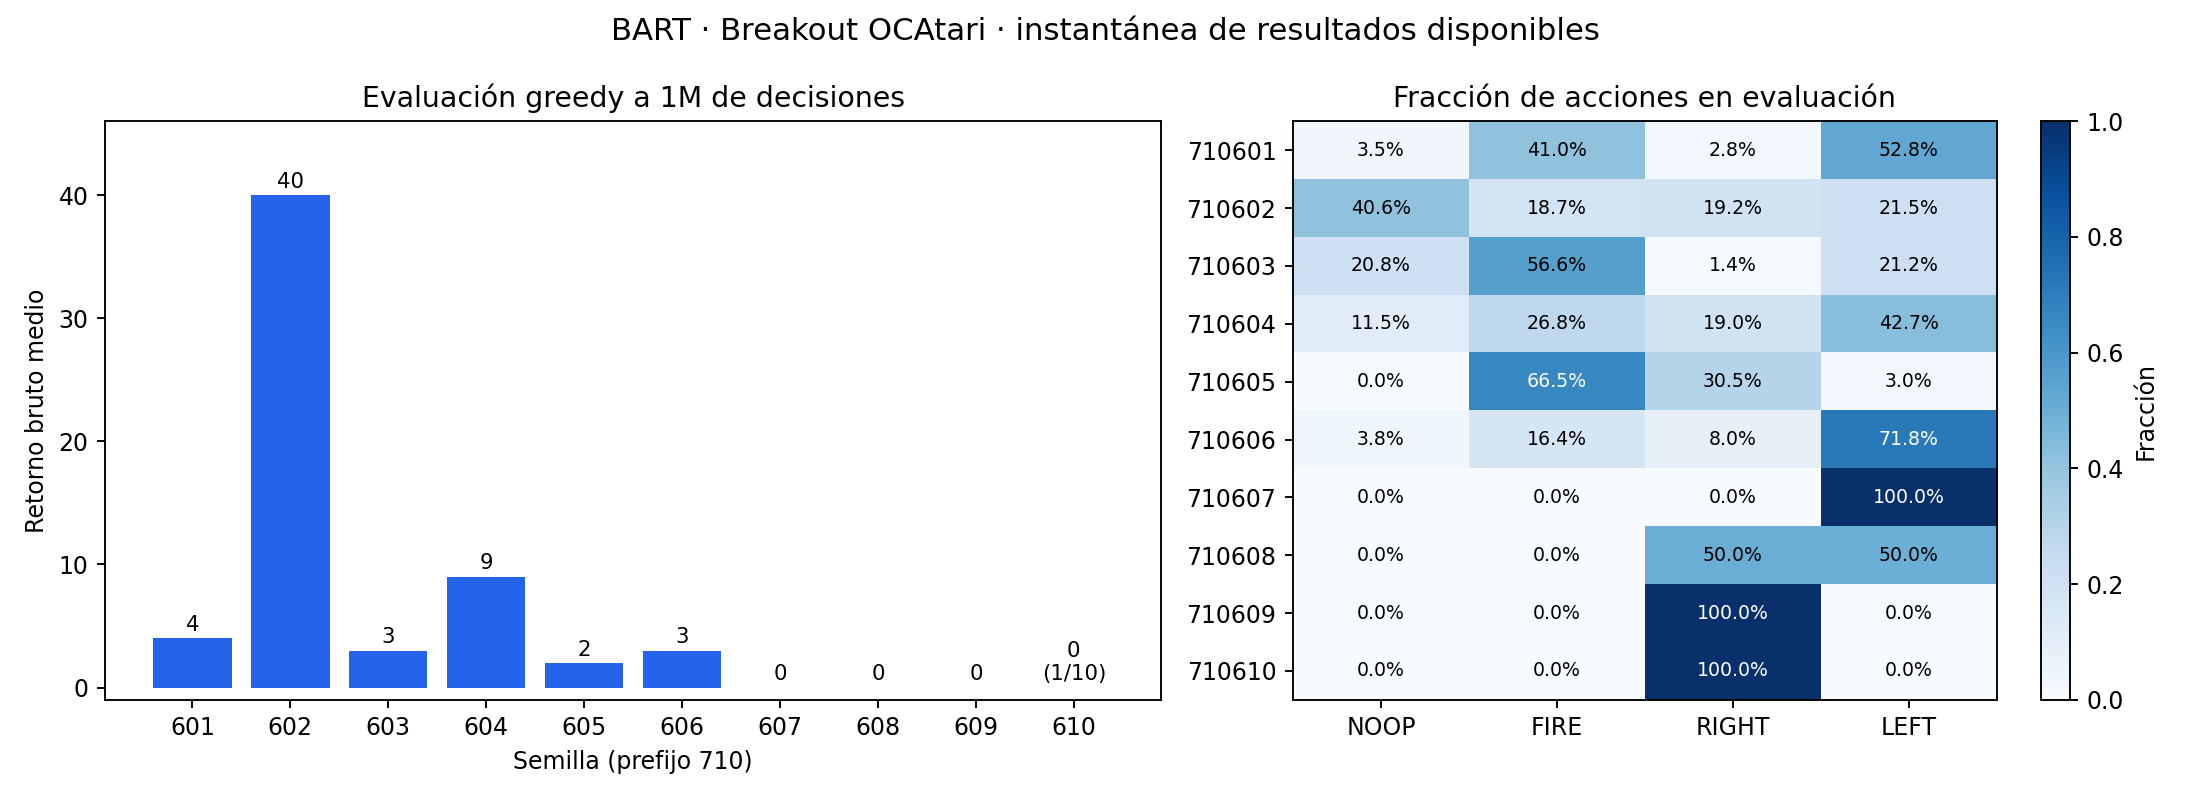 BART · Breakout OCAtari · instantánea de resultados disponibles
Evaluación greedy a 1M de decisiones
Retorno bruto medio
40
30
20
10
0
4
40
3
9
2
3
0
0
0
0
(1/10)
601 602 603 604 605 606 607 608 609 610
Semilla (prefijo 710)
Fracción de acciones en evaluación
710601 3.5% 41.0% 2.8% 52.8%
710602 40.6% 18.7% 19.2% 21.5%
710603 20.8% 56.6% 1.4% 21.2%
710604 11.5% 26.8% 19.0% 42.7%
710605 0.0% 66.5% 30.5% 3.0%
710606 3.8% 16.4% 8.0% 71.8%
710607 0.0% 0.0% 0.0% 100.0%
710608 0.0% 0.0% 50.0% 50.0%
710609 0.0% 0.0% 100.0% 0.0%
710610 0.0% 0.0% 100.0% 0.0%
NOOP FIRE RIGHT LEFT
1.0
0.8
0.6
0.4
0.2
0.0
Fracción